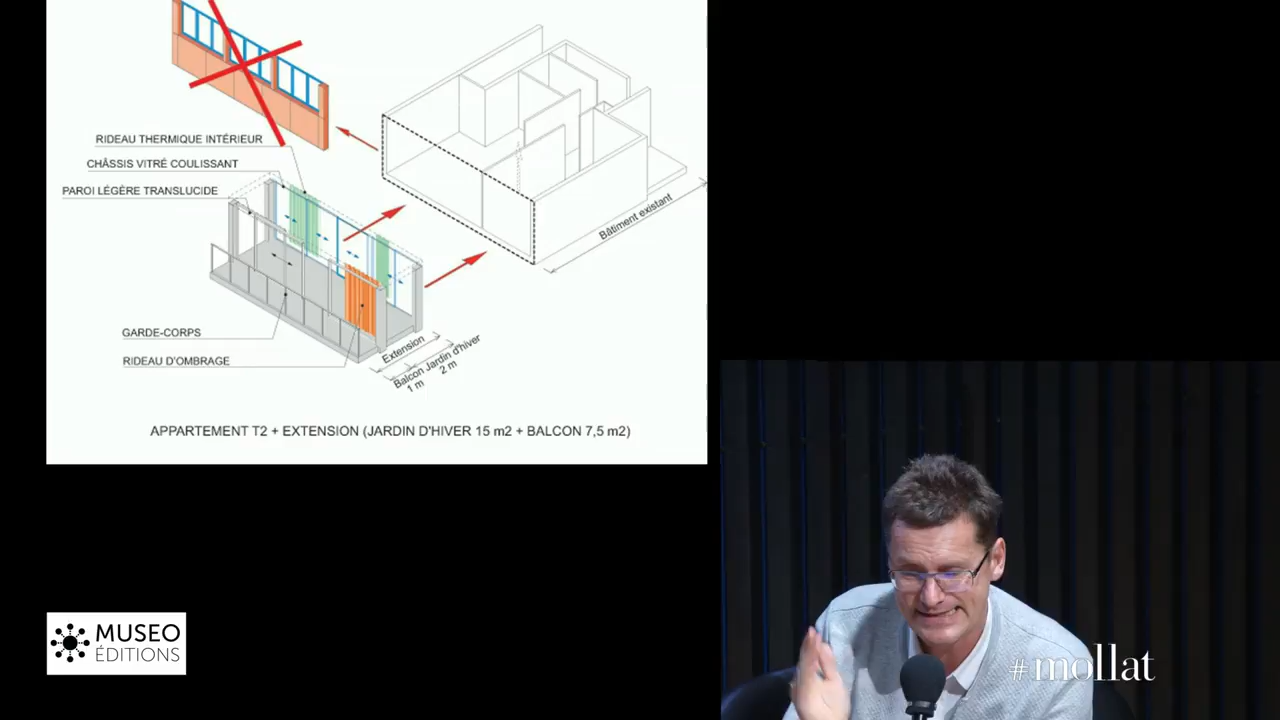 RIDEAU THERMIQUE INTÉRIEUR
CHÂSSIS VITRÉ COULISSANT
PAROI LÉGÈRE TRANSLUCIDE
Bâtiment existant
GARDE-CORPS
RIDEAU D'OMBRAGE
Extension
Balcon Jardin d'hiver
1 m 2 m
APPARTEMENT T2 + EXTENSION (JARDIN D'HIVER 15 m2 + BALCON 7,5 m2)
MUSEO
ÉDITIONS
#mollat